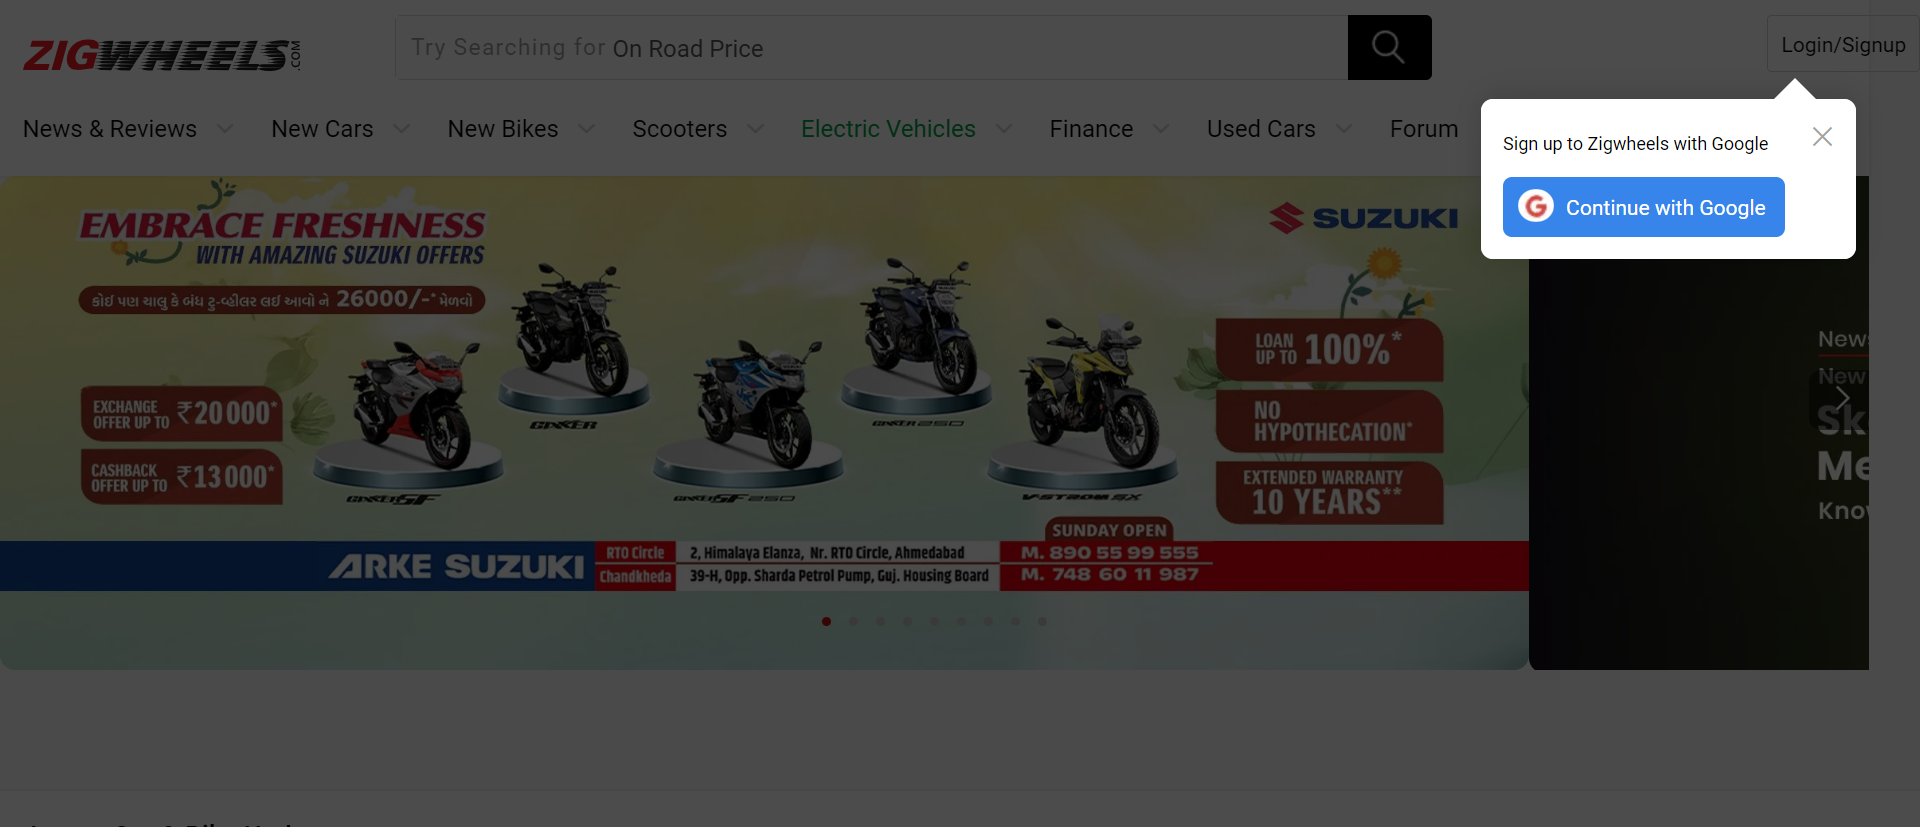 ZIGWHEELS.COM
Try Searching for On Road Price
Login/Signup
News & Reviews
New Cars
New Bikes
Scooters
Electric Vehicles
Finance
Used Cars
Forum
Sign up to Zigwheels with Google
Continue with Google
EMBRACE FRESHNESS
WITH AMAZING SUZUKI OFFERS
કોઈ પણ ચાલુ કે બંધ ટુ-વ્હીલર લઈ આવો ને 26000/-* મેળવો
SUZUKI
EXCHANGE
OFFER UP TO ₹20000*
CASHBACK
OFFER UP TO ₹13000*
GIXXER
GIXXER SF
GIXXER SF 250
GIXXER 250
V-STROM SX
LOAN
UP TO 100%*
NO
HYPOTHECATION*
EXTENDED WARRANTY
10 YEARS**
SUNDAY OPEN
ARKE SUZUKI
RTO Circle
2, Himalaya Elanza, Nr. RTO Circle, Ahmedabad
M. 890 55 99 555
Chandkheda
39-H, Opp. Sharda Petrol Pump, Guj. Housing Board
M. 748 60 11 987
News
New
Sk
Me
Know